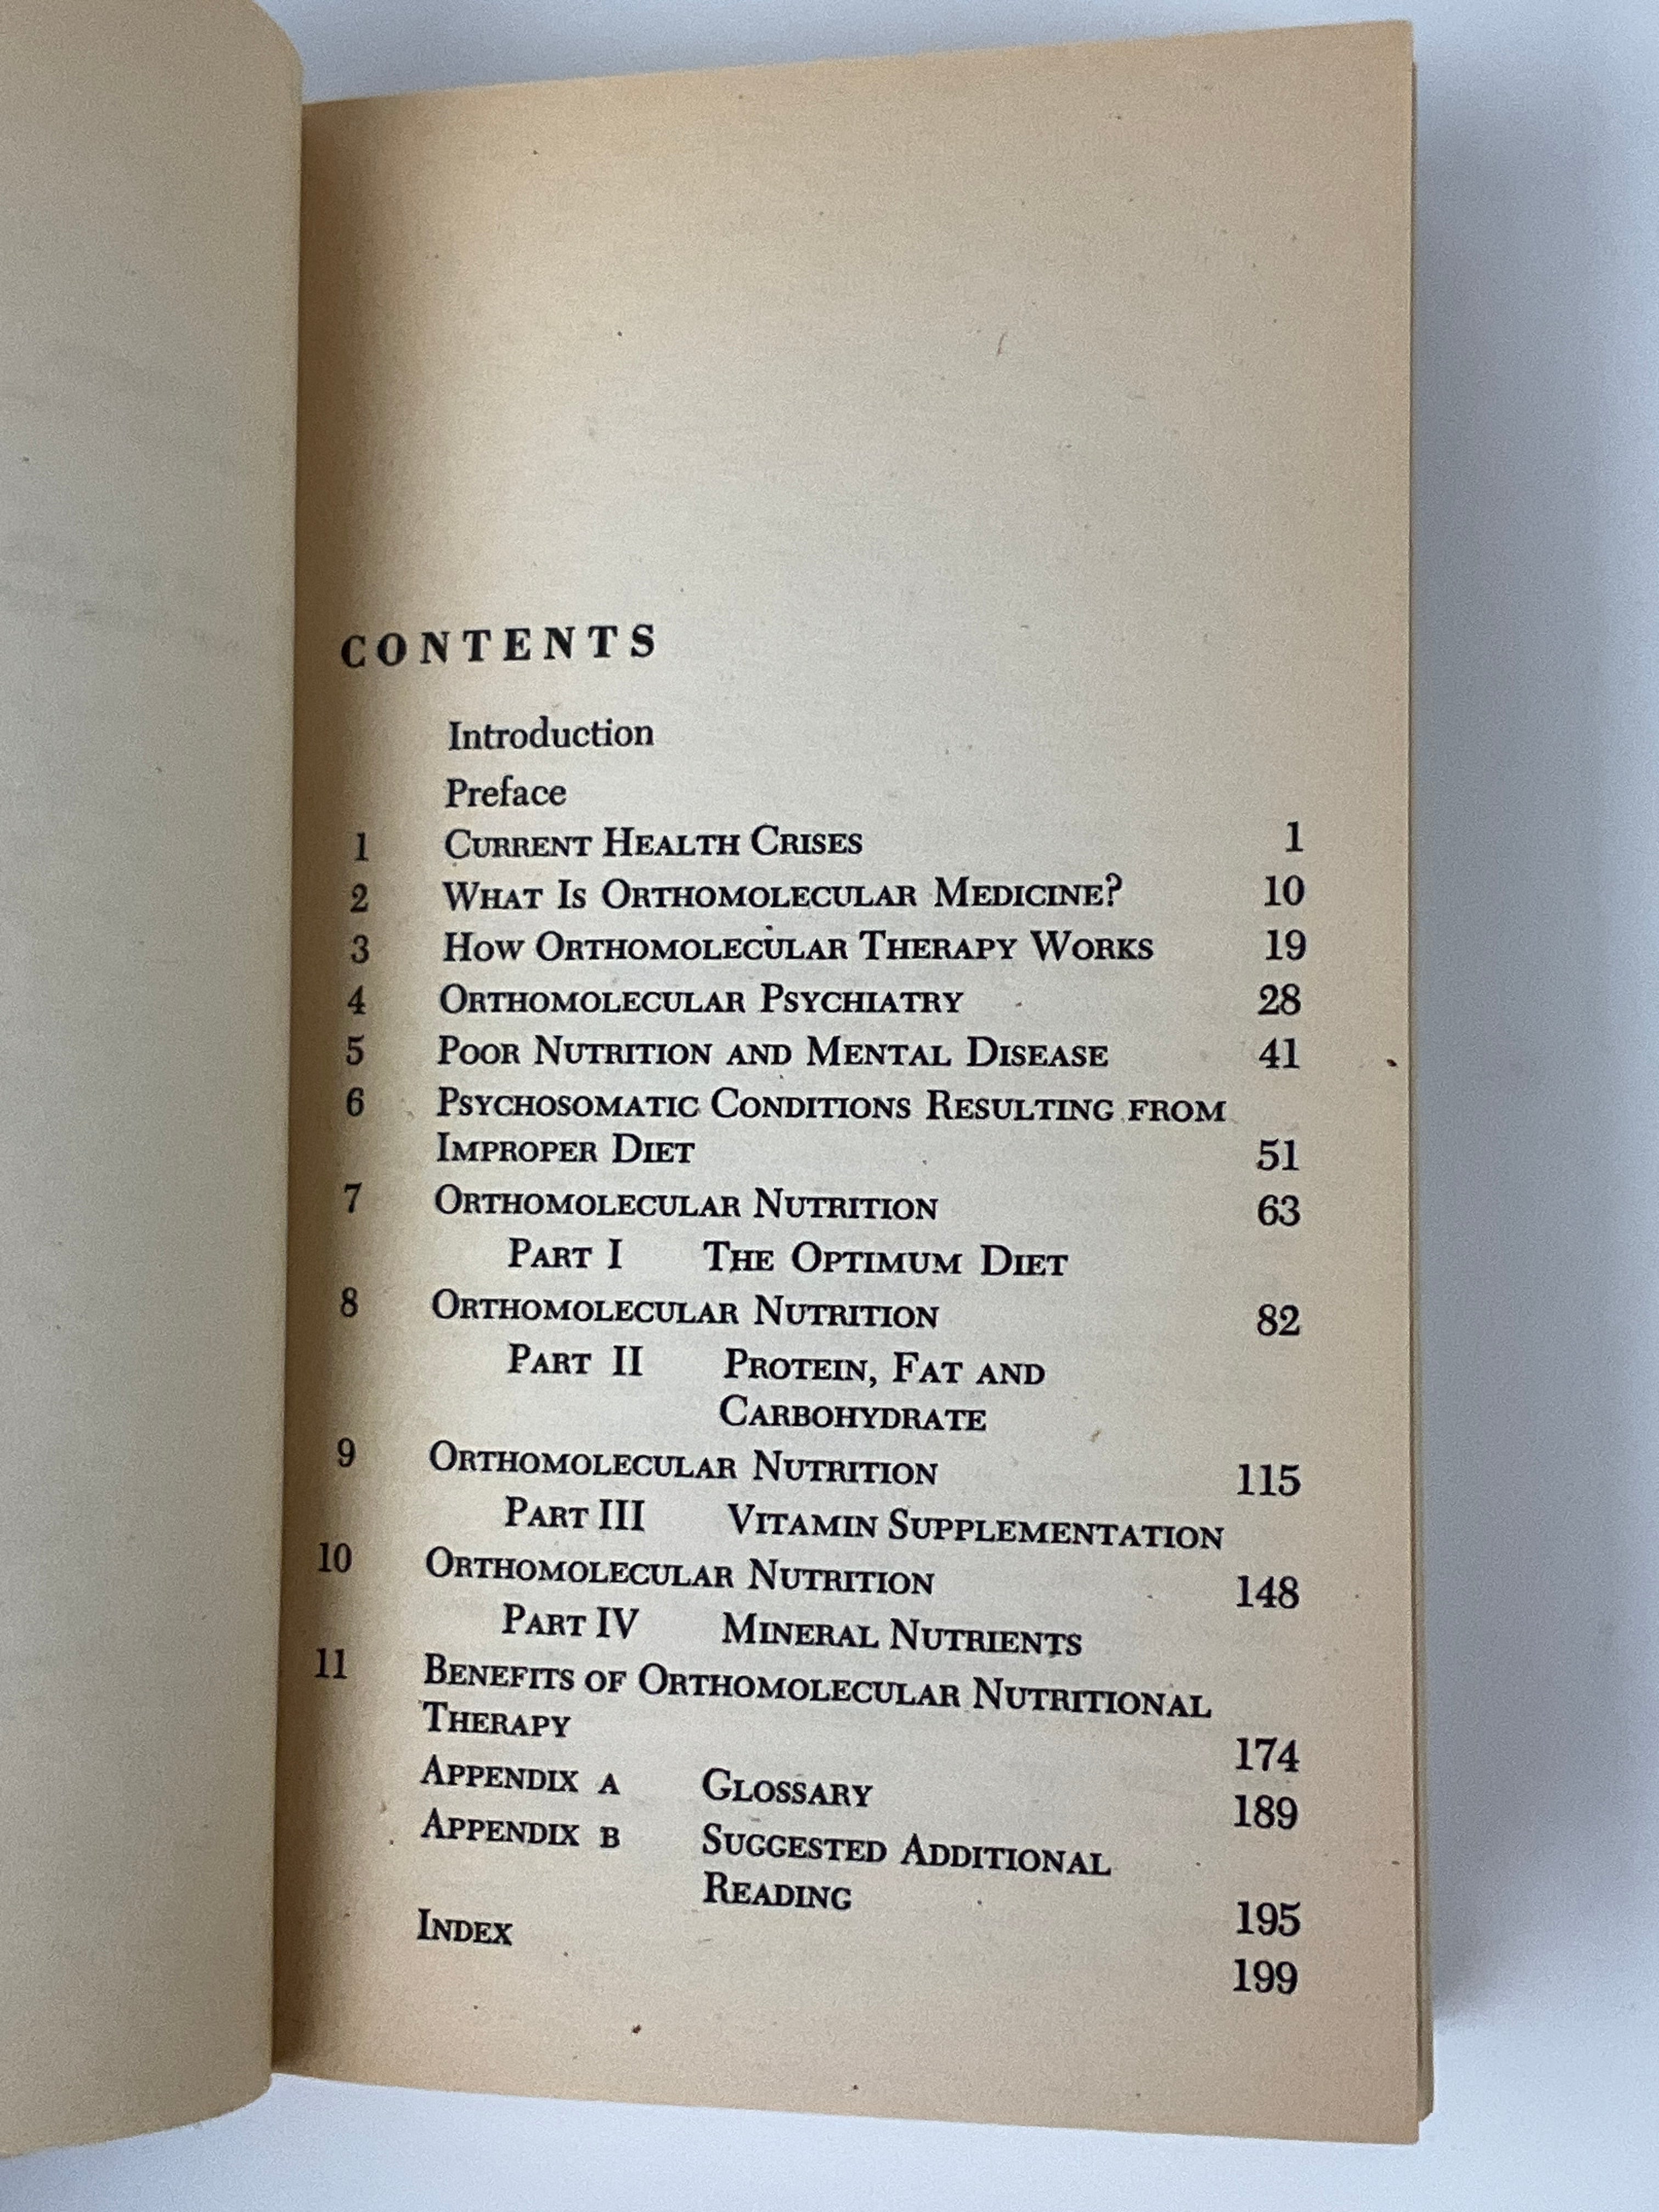 CONTENTS
Introduction
Preface
1 CURRENT HEALTH CRISES 1
2 WHAT IS ORTHOMOLECULAR MEDICINE? 10
3 HOW ORTHOMOLECULAR THERAPY WORKS 19
4 ORTHOMOLECULAR PSYCHIATRY 28
5 POOR NUTRITION AND MENTAL DISEASE 41
6 PSYCHOSOMATIC CONDITIONS RESULTING FROM
IMPROPER DIET 51
7 ORTHOMOLECULAR NUTRITION 63
PART I THE OPTIMUM DIET
8 ORTHOMOLECULAR NUTRITION 82
PART II PROTEIN, FAT AND
CARBOHYDRATE
9 ORTHOMOLECULAR NUTRITION 115
PART III VITAMIN SUPPLEMENTATION
10 ORTHOMOLECULAR NUTRITION 148
PART IV MINERAL NUTRIENTS
11 BENEFITS OF ORTHOMOLECULAR NUTRITIONAL
THERAPY 174
APPENDIX A GLOSSARY 189
APPENDIX B SUGGESTED ADDITIONAL
READING 195
INDEX 199